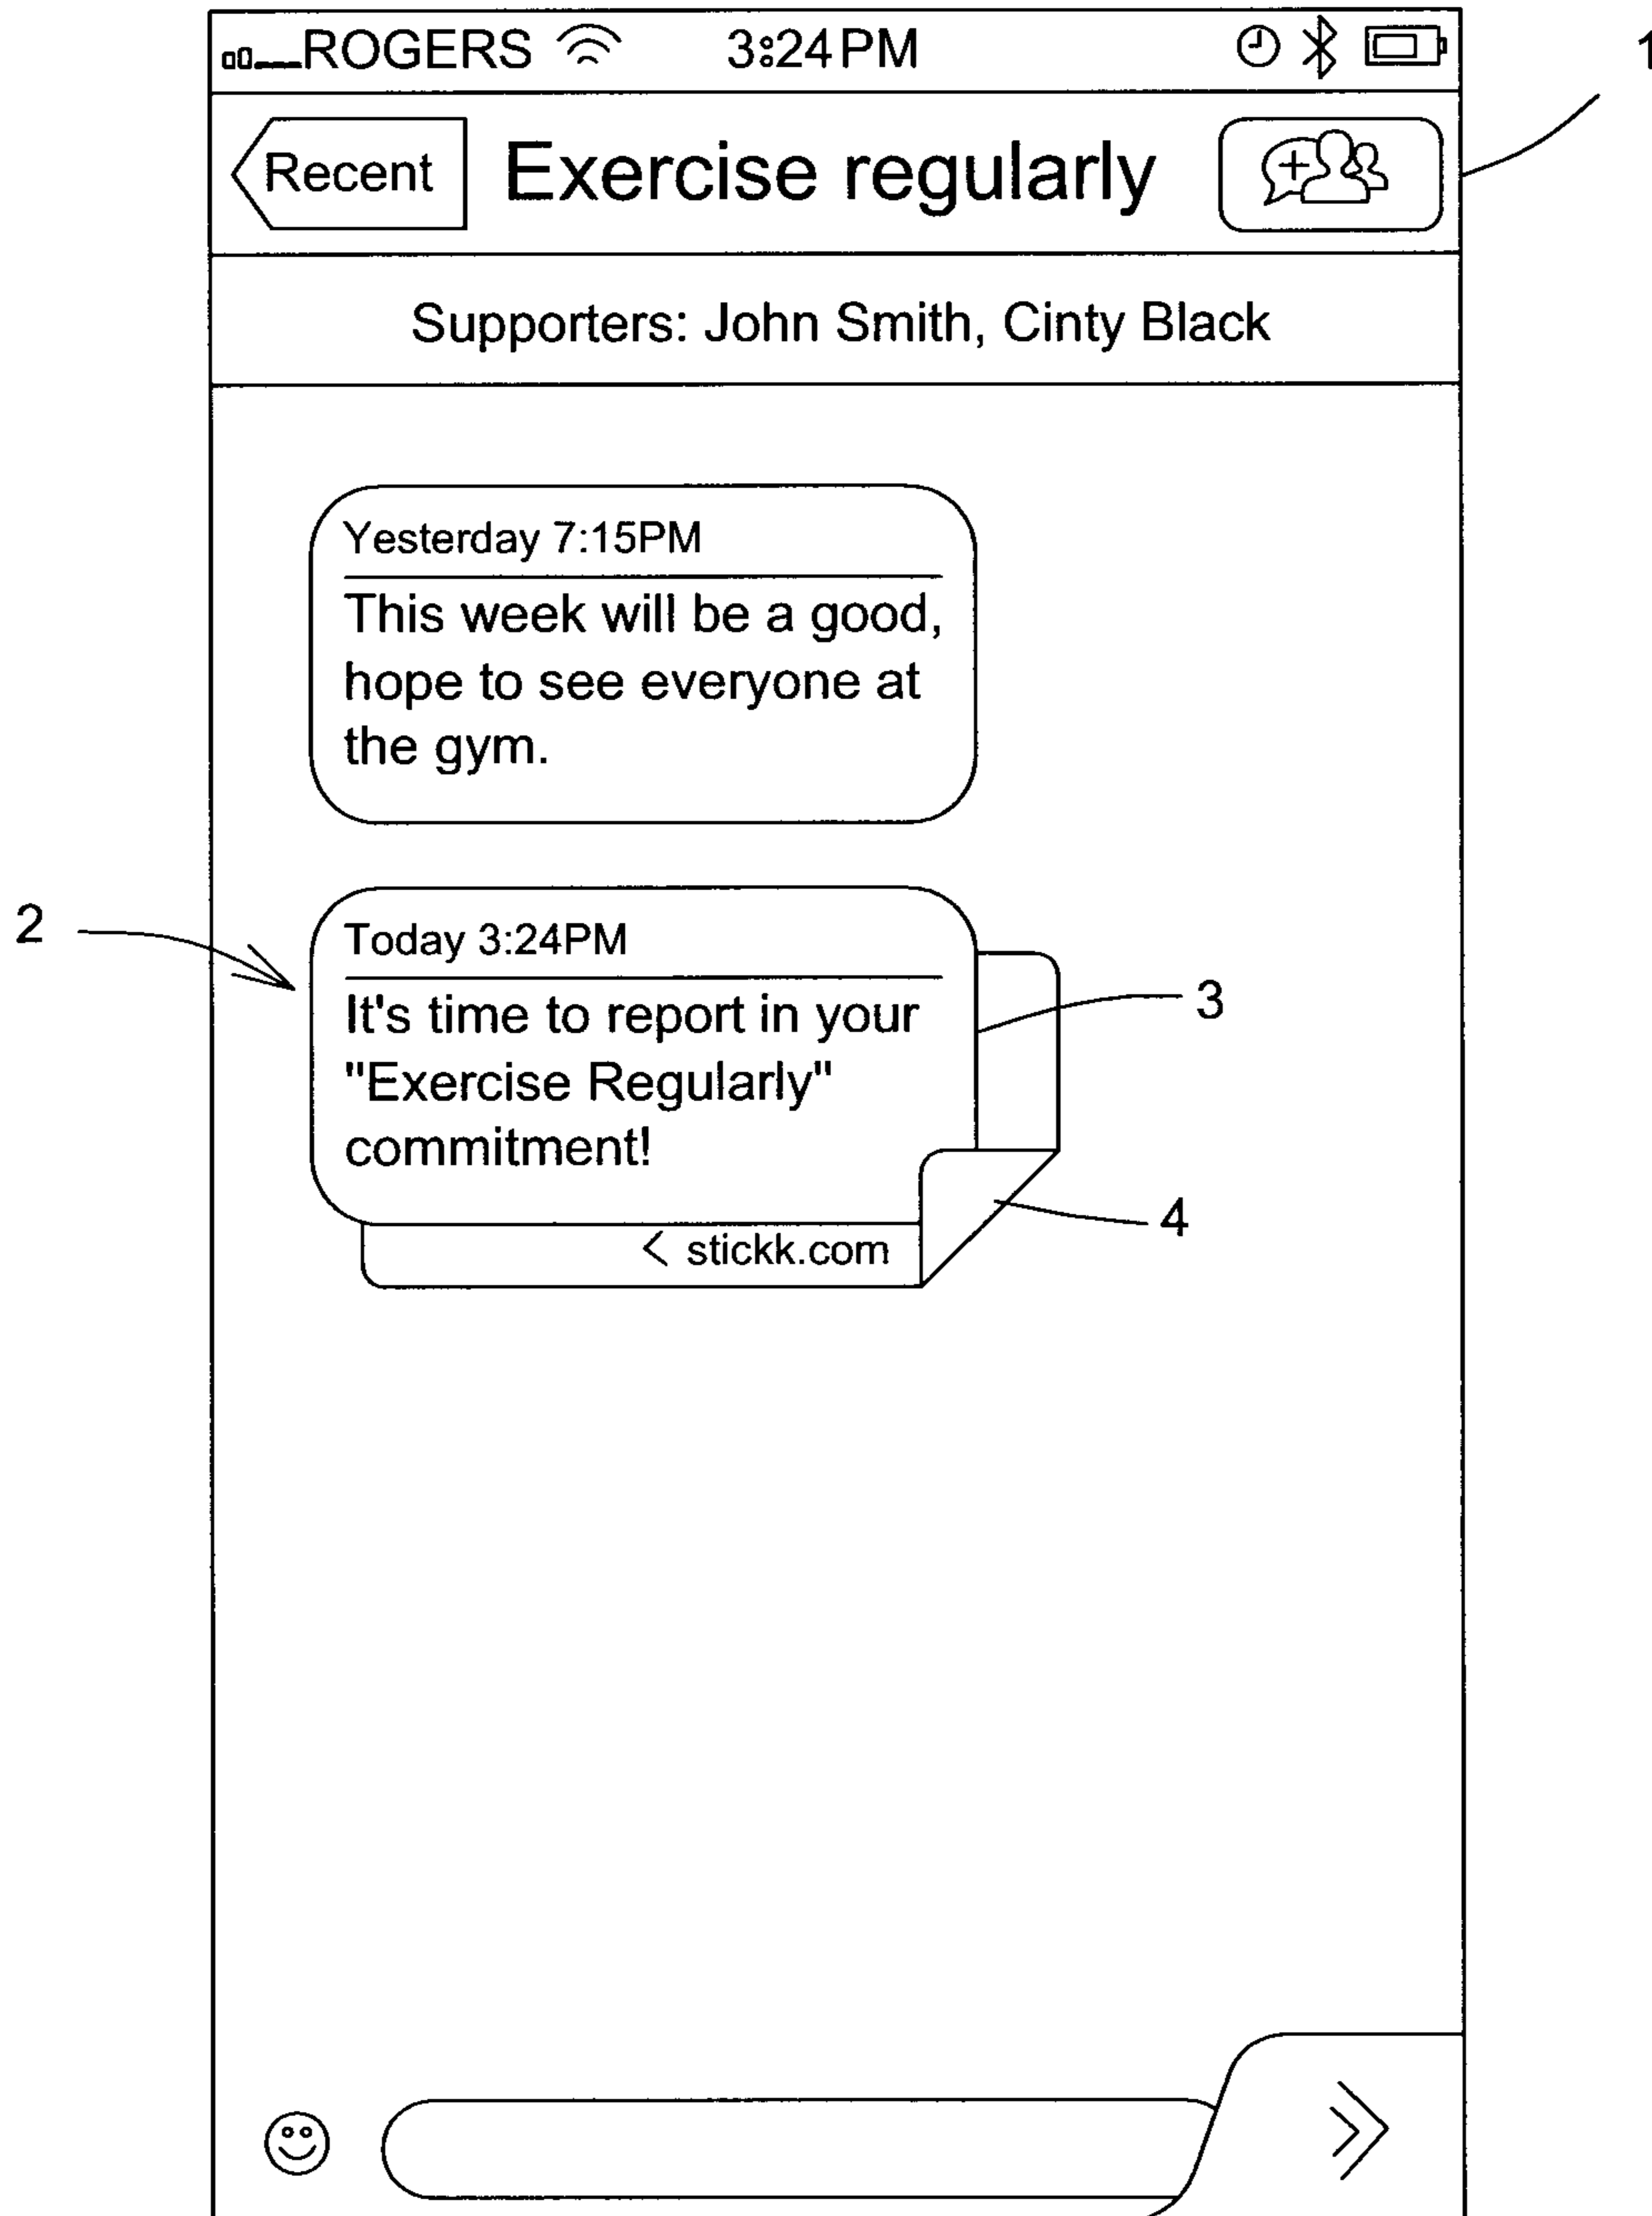 ROGERS 3:24 PM
1
Recent
Exercise regularly
Supporters: John Smith, Cinty Black
Yesterday 7:15PM
This week will be a good,
hope to see everyone at
the gym.
2
Today 3:24PM
It's time to report in your
"Exercise Regularly"
commitment!
3
4
< stickk.com